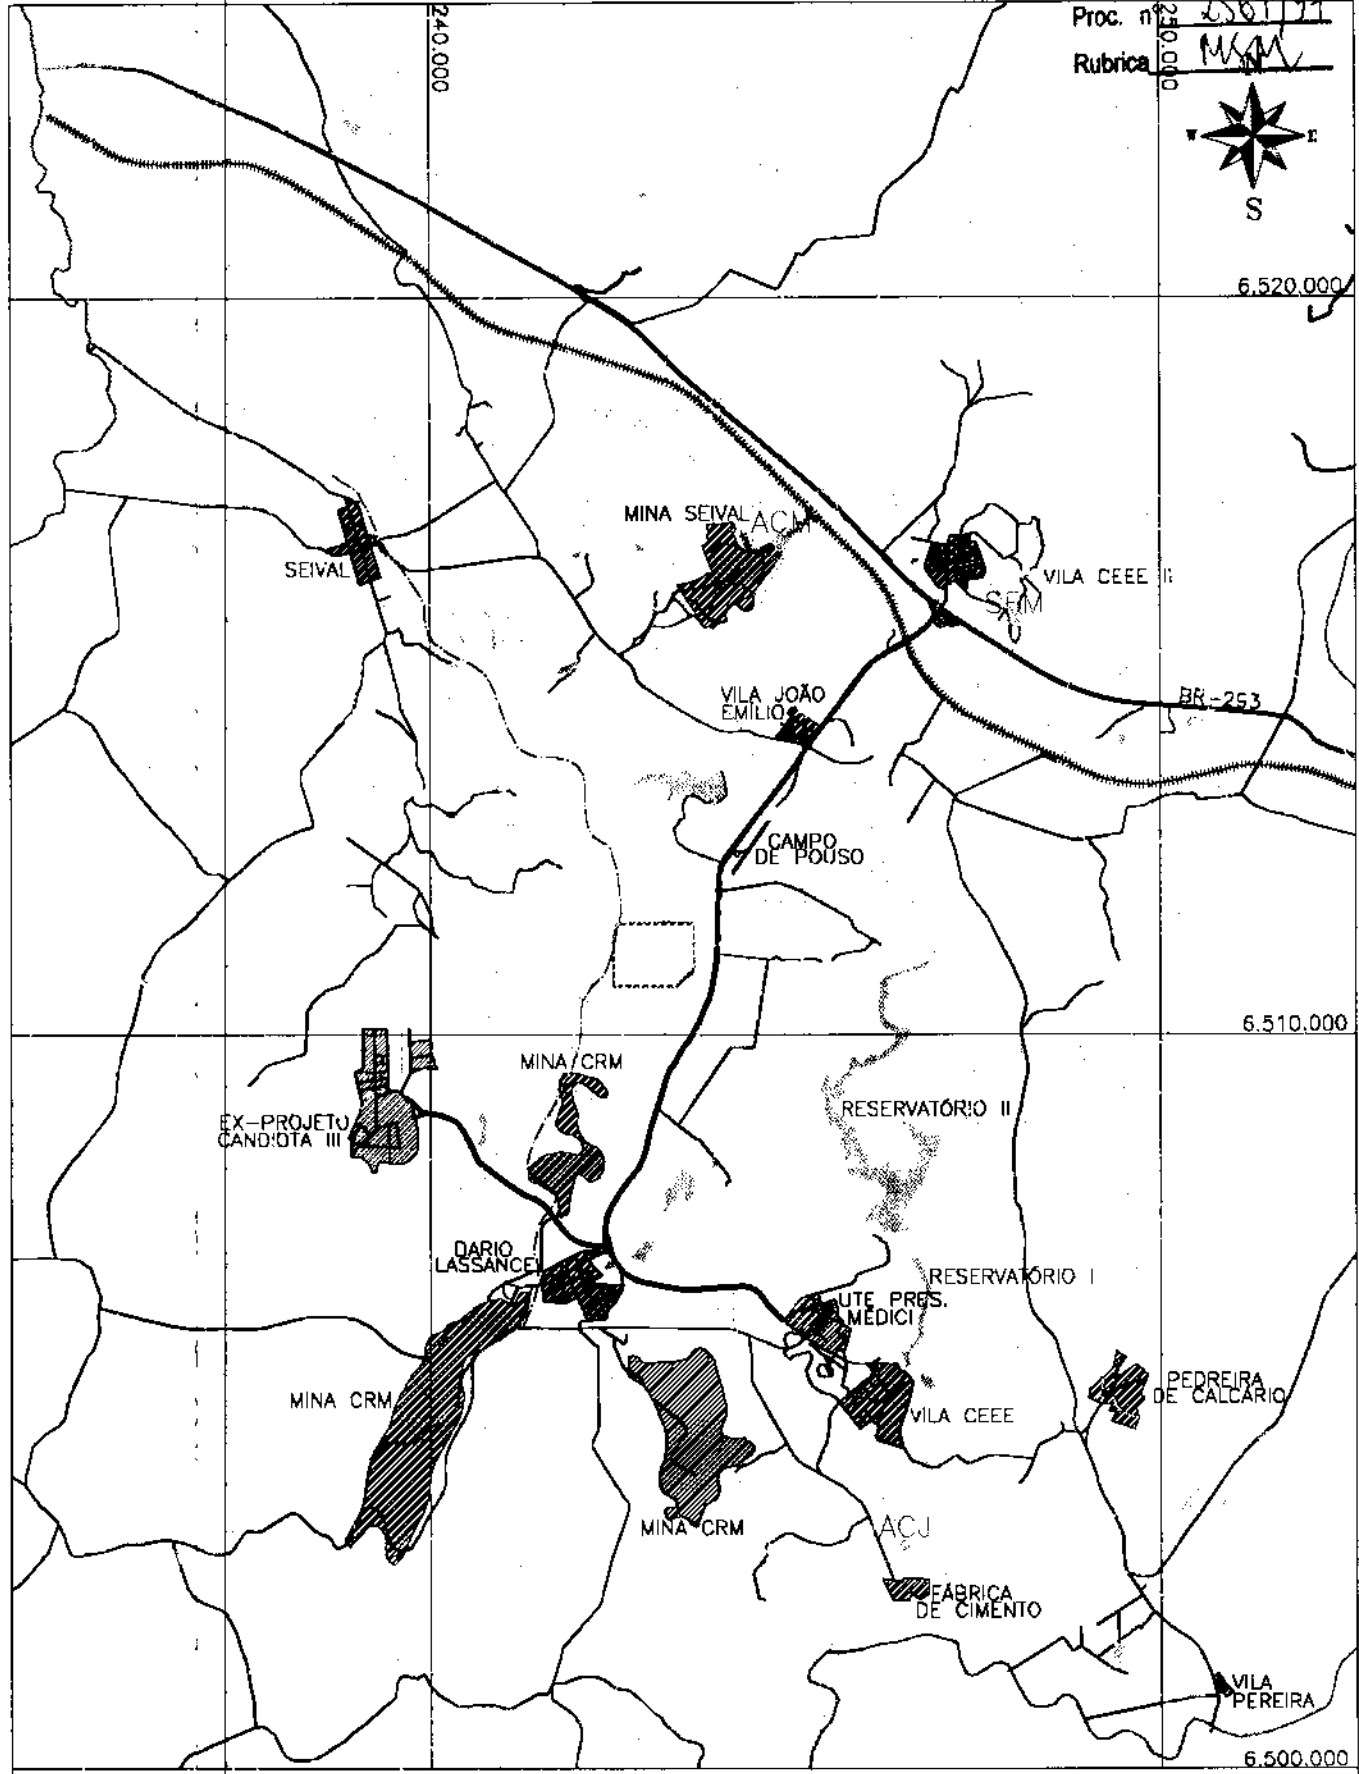 Proc. nº
Rubrica
240.000
250.000
W E
S
6.520.000
MINA SEIVAL
ACM
SEIVAL
VILA CEEE II
VILA JOÃO
EMÍLIO
BR-293
CAMPO
DE POUSO
6.510.000
MINA CRM
RESERVATÓRIO II
EX-PROJETO
CANDIOTA III
DARIO
LASSANCE
RESERVATÓRIO I
UTE PRES.
MEDICI
MINA CRM
PEDREIRA
DE CALCÁRIO
VILA CEEE
MINA CRM
ACJ
FÁBRICA
DE CIMENTO
VILA
PEREIRA
6.500.000